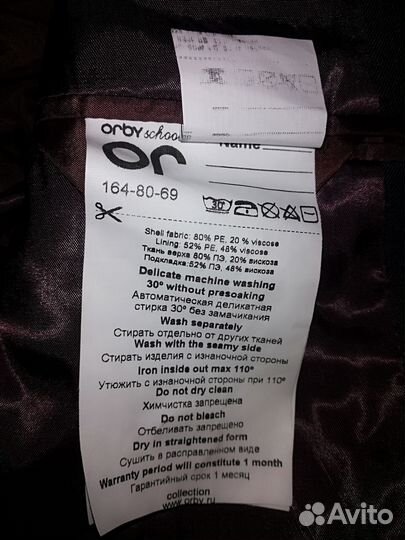 orby school
or
Name
164-80-69
30°
Shell fabric: 80% PE, 20 % viscose
Lining: 52% PE, 48% viscose
Ткань верха 80% ПЭ, 20% вискоза
Подкладка:52% ПЭ, 48% вискоза
Delicate machine washing
30° without presoaking
Автоматическая деликатная
стирка 30° без замачивания
Wash separately
Стирать отдельно от других тканей
Wash with the seamy side
Стирать изделия с изнаночной стороны
Iron inside out max 110°
Утюжить с изнаночной стороны при 110°
Do not dry clean
Химчистка запрещена
Do not bleach
Отбеливать запрещено
Dry in straightened form
Сушить в расправленном виде
Warranty period will constitute 1 month
Гарантийный срок 1 месяц
collection
www.orby.ru
Avito